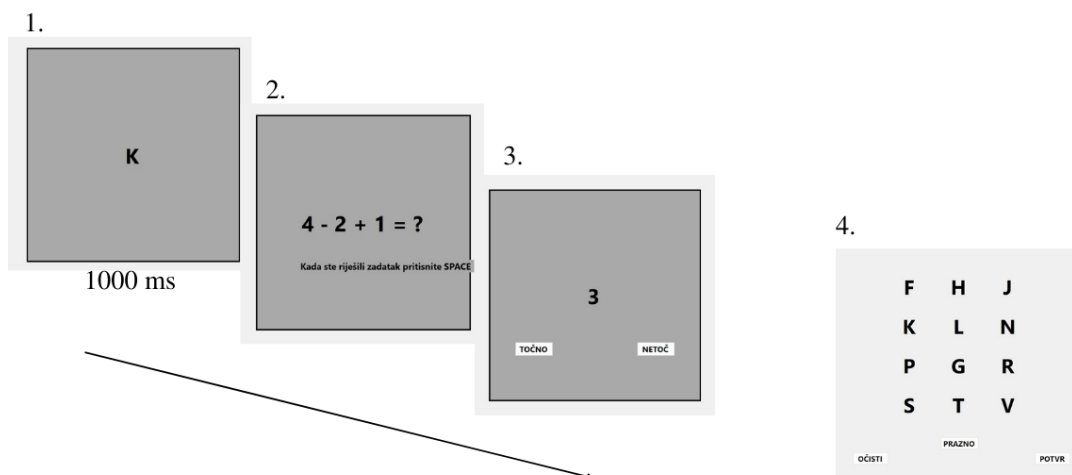 1.
K
1000 ms
2.
4 - 2 + 1 = ?
Kada ste riješili zadatak pritisnite SPACE
3.
3
TOČNO NETOČ
4.
F H J
K L N
P G R
S T V
PRAZNO
OČISTI POTVR